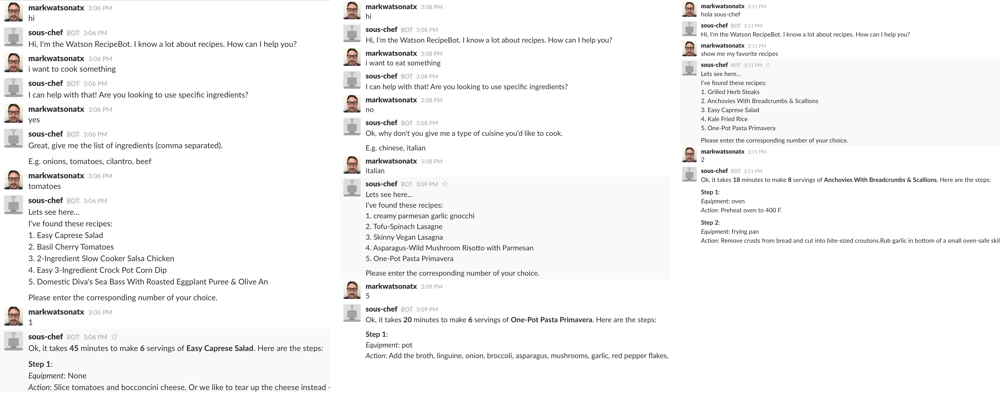 markwatsonatx 3:06 PM
hi
sous-chef BOT 3:06 PM
Hi, I'm the Watson RecipeBot. I know a lot about recipes. How can I help you?
markwatsonatx 3:06 PM
i want to cook something
sous-chef BOT 3:06 PM
I can help with that! Are you looking to use specific ingredients?
markwatsonatx 3:06 PM
yes
sous-chef BOT 3:06 PM
Great, give me the list of ingredients (comma separated).
E.g. onions, tomatoes, cilantro, beef
markwatsonatx 3:06 PM
tomatoes
sous-chef BOT 3:06 PM
Lets see here...
I've found these recipes:
1. Easy Caprese Salad
2. Basil Cherry Tomatoes
3. 2-Ingredient Slow Cooker Salsa Chicken
4. Easy 3-Ingredient Crock Pot Corn Dip
5. Domestic Diva's Sea Bass With Roasted Eggplant Puree & Olive An
Please enter the corresponding number of your choice.
markwatsonatx 3:06 PM
1
sous-chef BOT 3:06 PM
Ok, it takes 45 minutes to make 6 servings of Easy Caprese Salad. Here are the steps:
Step 1:
Equipment: None
Action: Slice tomatoes and bocconcini cheese. Or we like to tear up the cheese instead -
markwatsonatx 3:08 PM
hi
sous-chef BOT 3:08 PM
Hi, I'm the Watson RecipeBot. I know a lot about recipes. How can I help you?
markwatsonatx 3:08 PM
i want to eat something
sous-chef BOT 3:08 PM
I can help with that! Are you looking to use specific ingredients?
markwatsonatx 3:08 PM
no
sous-chef BOT 3:08 PM
Ok, why don't you give me a type of cuisine you'd like to cook.
E.g. chinese, italian
markwatsonatx 3:08 PM
italian
sous-chef BOT 3:09 PM
Lets see here...
I've found these recipes:
1. creamy parmesan garlic gnocchi
2. Tofu-Spinach Lasagne
3. Skinny Vegan Lasagna
4. Asparagus-Wild Mushroom Risotto with Parmesan
5. One-Pot Pasta Primavera
Please enter the corresponding number of your choice.
markwatsonatx 3:09 PM
5
sous-chef BOT 3:09 PM
Ok, it takes 20 minutes to make 6 servings of One-Pot Pasta Primavera. Here are the steps:
Step 1:
Equipment: pot
Action: Add the broth, linguine, onion, broccoli, asparagus, mushrooms, garlic, red pepper flakes,
markwatsonatx 3:11 PM
hola sous-chef
sous-chef BOT 3:11 PM
Hi, I'm the Watson RecipeBot. I know a lot about recipes. How can I help you?
markwatsonatx 3:11 PM
show me my favorite recipes
sous-chef BOT 3:11 PM
Lets see here...
I've found these recipes:
1. Grilled Herb Steaks
2. Anchovies With Breadcrumbs & Scallions
3. Easy Caprese Salad
4. Kale Fried Rice
5. One-Pot Pasta Primavera
Please enter the corresponding number of your choice.
markwatsonatx 3:11 PM
2
sous-chef BOT 3:11 PM
Ok, it takes 18 minutes to make 8 servings of Anchovies With Breadcrumbs & Scallions. Here are the steps:
Step 1:
Equipment: oven
Action: Preheat oven to 400 F.
Step 2:
Equipment: frying pan
Action: Remove crusts from bread and cut into bite-sized croutons.Rub garlic in bottom of a small oven-safe skil